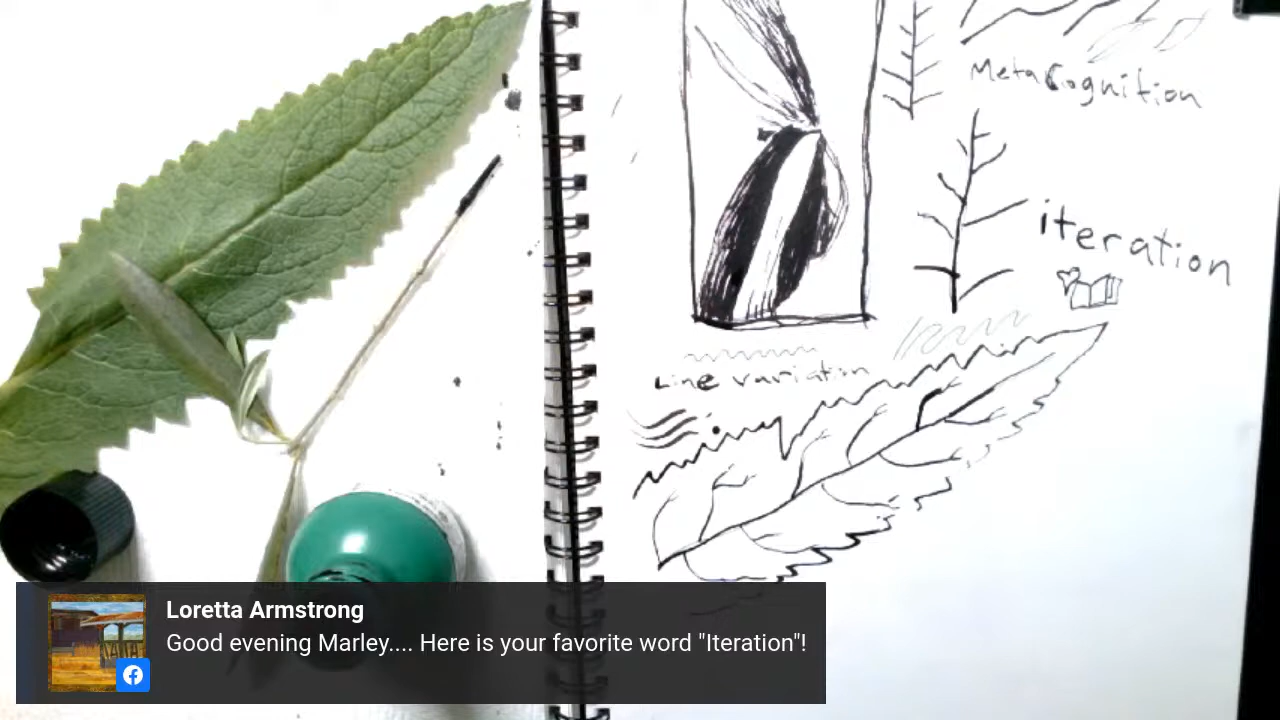 MetaCognition
iteration
Line variation
Loretta Armstrong
Good evening Marley.... Here is your favorite word "Iteration"!